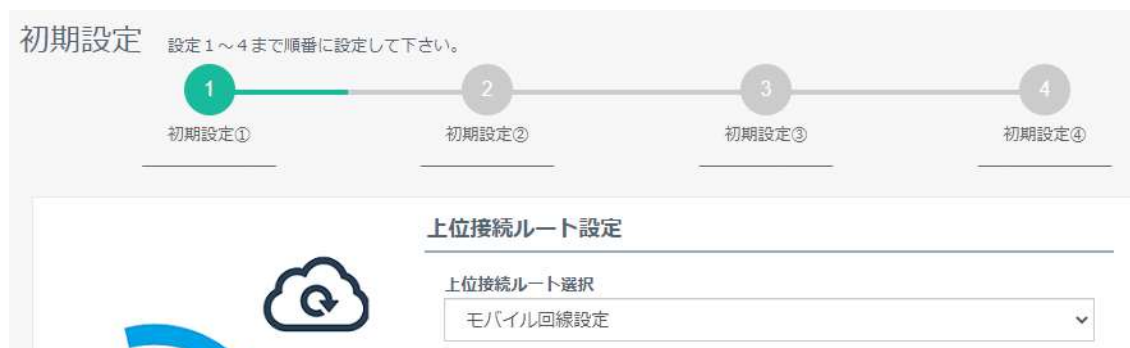 初期設定 設定1～4まで順番に設定して下さい。
1 2 3 4
初期設定① 初期設定② 初期設定③ 初期設定④
上位接続ルート設定
上位接続ルート選択
モバイル回線設定